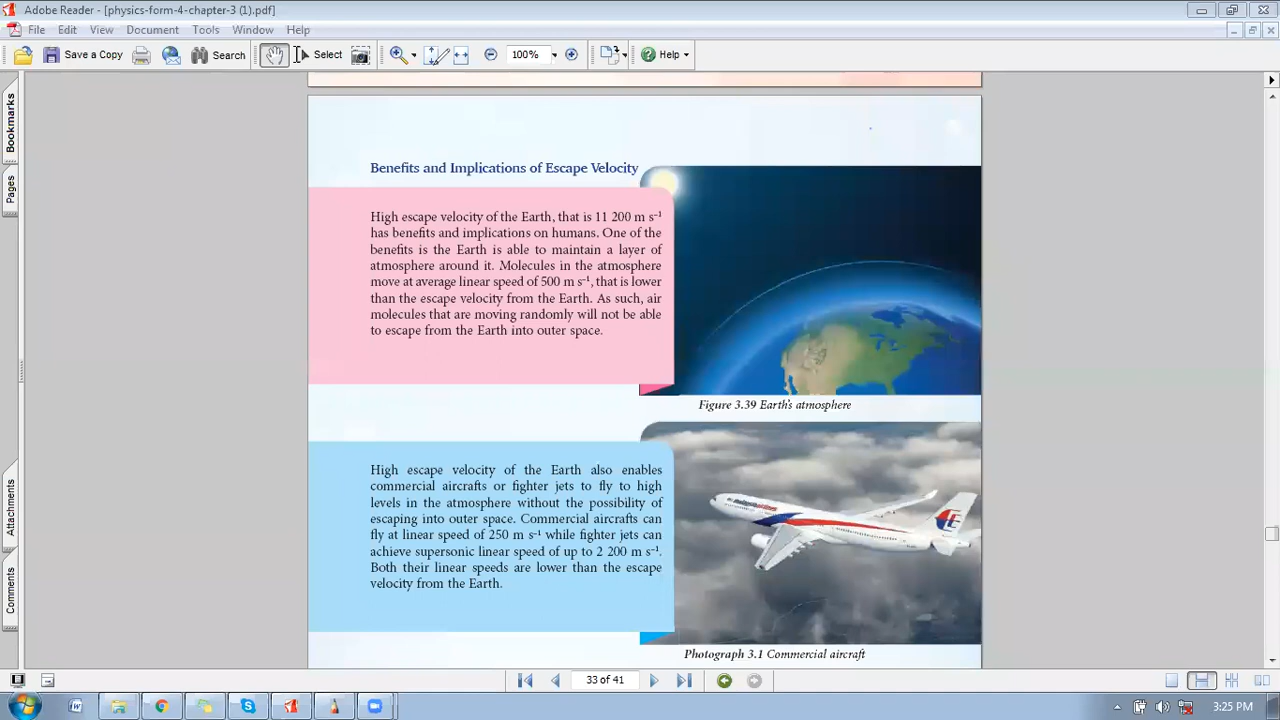 Adobe Reader - [physics-form-4-chapter-3 (1).pdf]
File Edit View Document Tools Window Help
Save a Copy Search Select 100% Help
Bookmarks
Pages
Attachments
Comments
Benefits and Implications of Escape Velocity
High escape velocity of the Earth, that is 11 200 m s⁻¹
has benefits and implications on humans. One of the
benefits is the Earth is able to maintain a layer of
atmosphere around it. Molecules in the atmosphere
move at average linear speed of 500 m s⁻¹, that is lower
than the escape velocity from the Earth. As such, air
molecules that are moving randomly will not be able
to escape from the Earth into outer space.
Figure 3.39 Earth's atmosphere
High escape velocity of the Earth also enables
commercial aircrafts or fighter jets to fly to high
levels in the atmosphere without the possibility of
escaping into outer space. Commercial aircrafts can
fly at linear speed of 250 m s⁻¹ while fighter jets can
achieve supersonic linear speed of up to 2 200 m s⁻¹.
Both their linear speeds are lower than the escape
velocity from the Earth.
Photograph 3.1 Commercial aircraft
33 of 41
3:25 PM